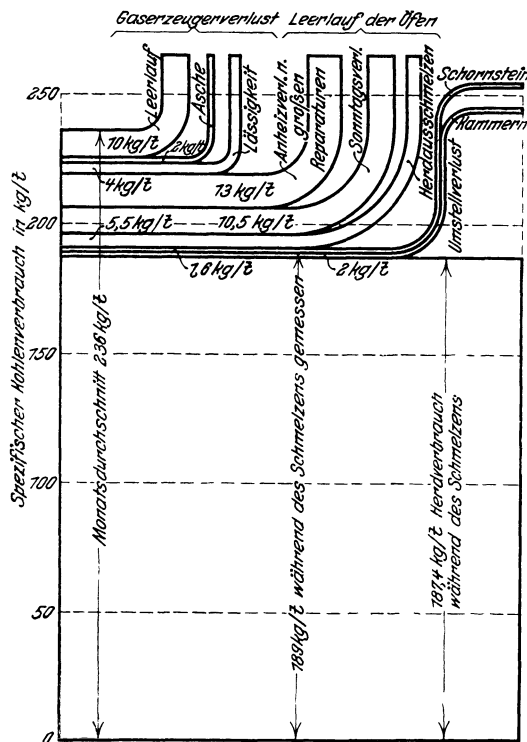 Gaserzeugerverlust
Leerlauf der Öfen
Leerlauf
Asche
Lässigkeit
Anheizverl. n.
großen
Reparaturen
Sonntagsverl.
Herdausschmelzen
Schornstein
Kammern
Umstellverlust
10 kg/t
2 kg/t
4 kg/t
13 kg/t
5,5 kg/t
10,5 kg/t
1,6 kg/t
2 kg/t
250
200
150
100
50
0
Spezifischer Kohlenverbrauch in kg/t
Monatsdurchschnitt 236 kg/t
189 kg/t während des Schmelzens gemessen
187,4 kg/t Herdverbrauch
während des Schmelzens